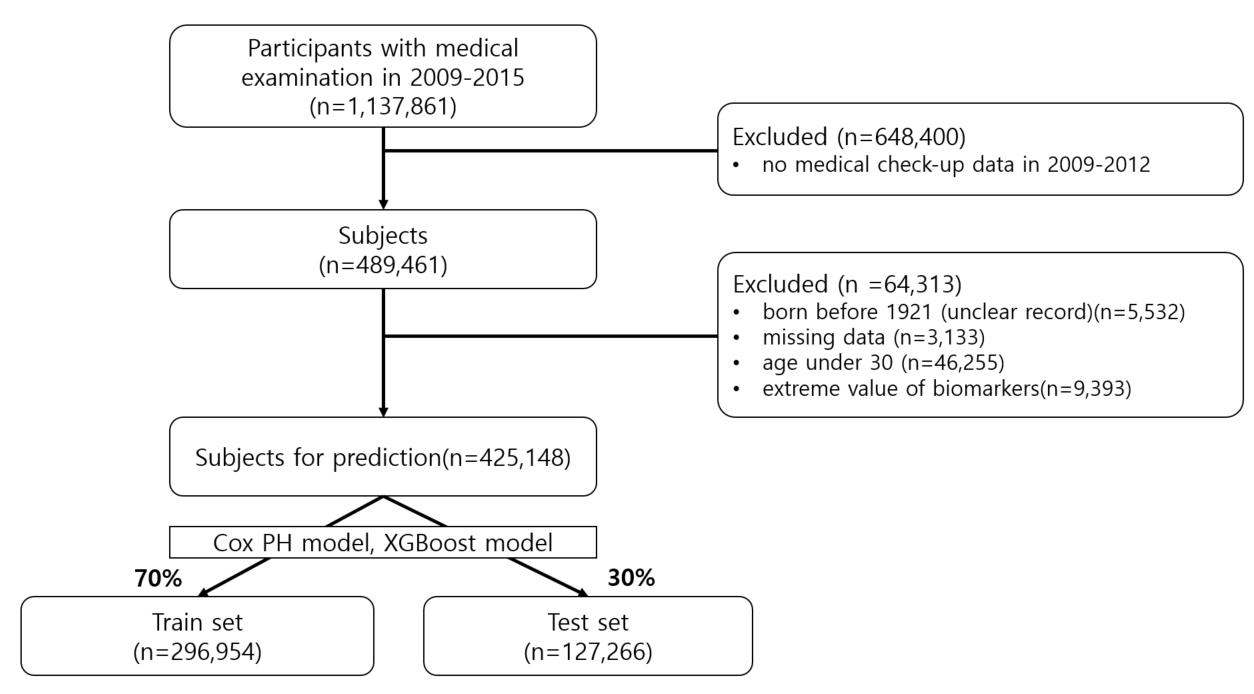 Participants with medical
examination in 2009-2015
(n=1,137,861)
Excluded (n=648,400)
• no medical check-up data in 2009-2012
Subjects
(n=489,461)
Excluded (n =64,313)
• born before 1921 (unclear record)(n=5,532)
• missing data (n=3,133)
• age under 30 (n=46,255)
• extreme value of biomarkers(n=9,393)
Subjects for prediction(n=425,148)
Cox PH model, XGBoost model
70%
30%
Train set
(n=296,954)
Test set
(n=127,266)